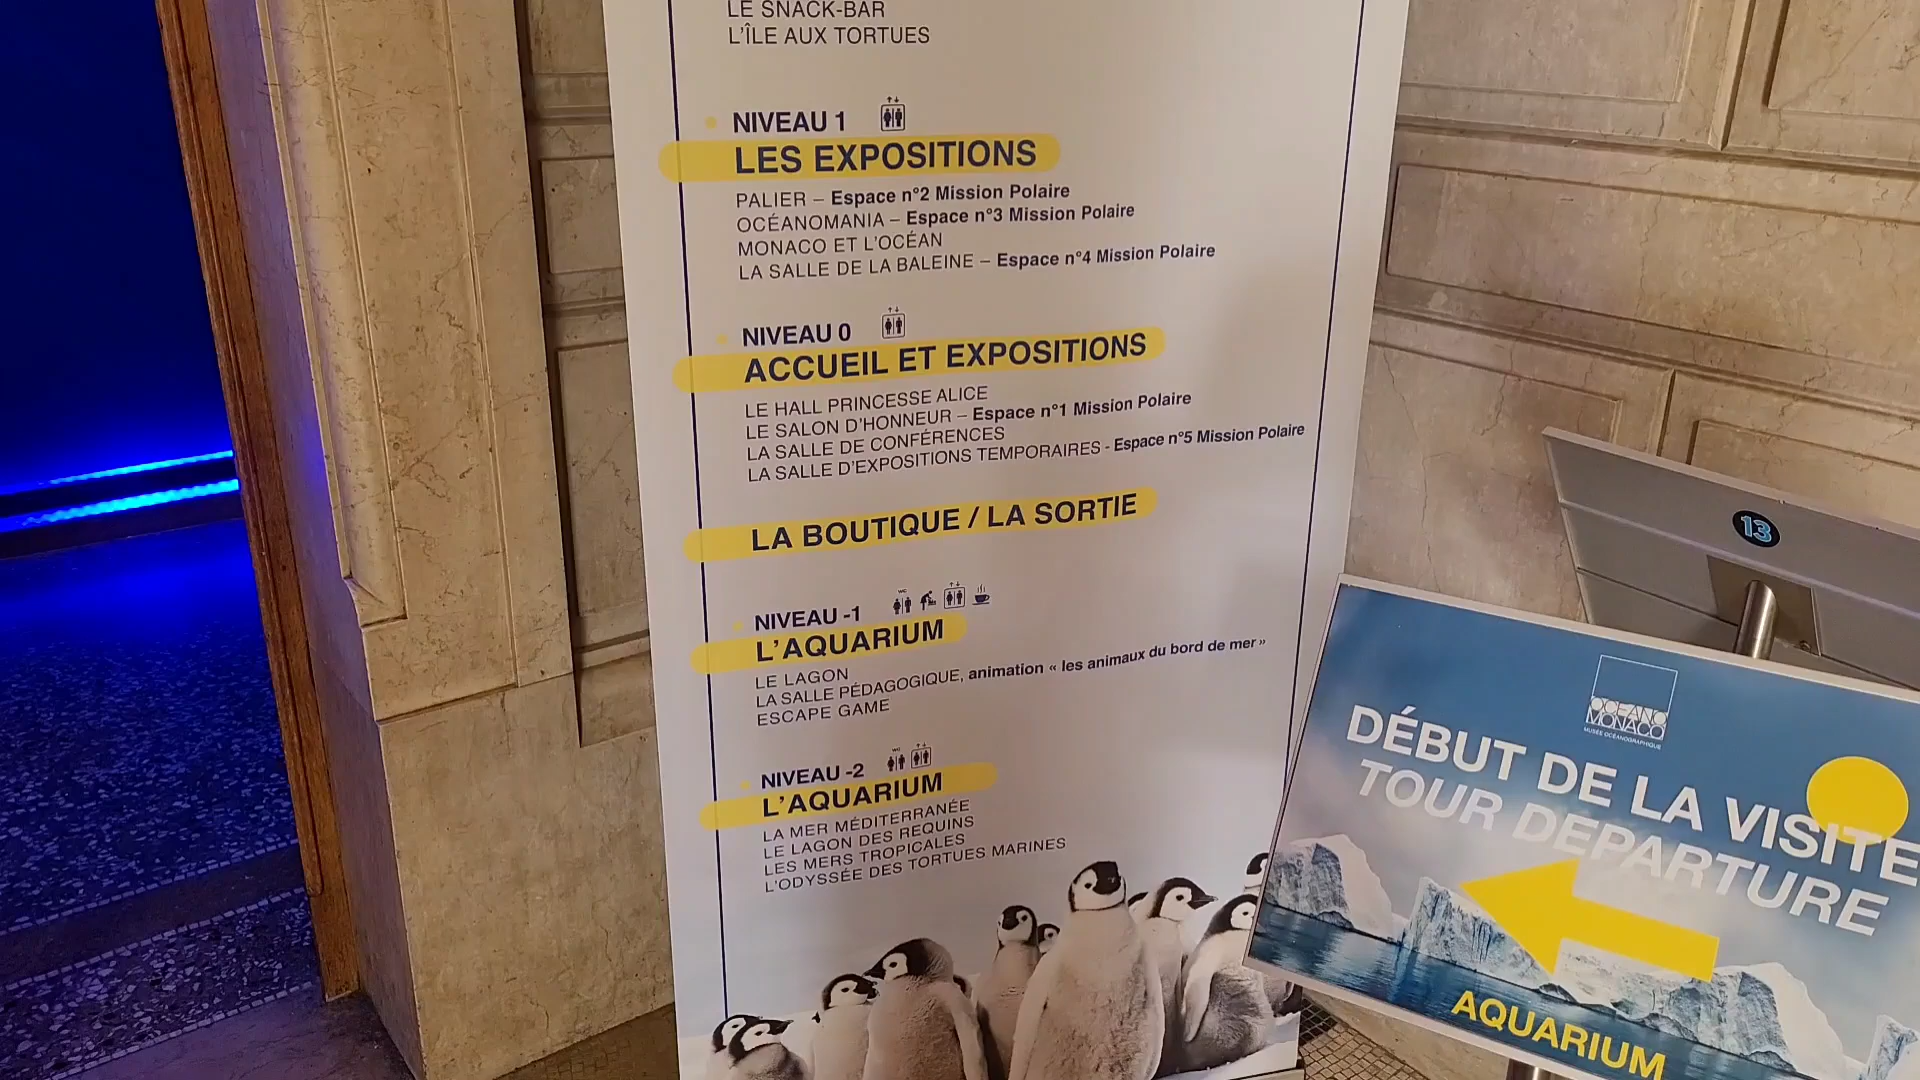 LE SNACK-BAR
L'ÎLE AUX TORTUES
NIVEAU 1
LES EXPOSITIONS
PALIER – Espace n°2 Mission Polaire
OCÉANOMANIA – Espace n°3 Mission Polaire
MONACO ET L'OCÉAN
LA SALLE DE LA BALEINE – Espace n°4 Mission Polaire
NIVEAU 0
ACCUEIL ET EXPOSITIONS
LE HALL PRINCESSE ALICE
LE SALON D'HONNEUR – Espace n°1 Mission Polaire
LA SALLE DE CONFÉRENCES
LA SALLE D'EXPOSITIONS TEMPORAIRES - Espace n°5 Mission Polaire
LA BOUTIQUE / LA SORTIE
WC
NIVEAU -1
L'AQUARIUM
LE LAGON
LA SALLE PÉDAGOGIQUE, animation « les animaux du bord de mer »
ESCAPE GAME
WC
NIVEAU -2
L'AQUARIUM
LA MER MÉDITERRANÉE
LE LAGON DES REQUINS
LES MERS TROPICALES
L'ODYSSÉE DES TORTUES MARINES
13
OCEANO
MONACO
MUSÉE OCÉANOGRAPHIQUE
DÉBUT DE LA VISITE
TOUR DEPARTURE
AQUARIUM